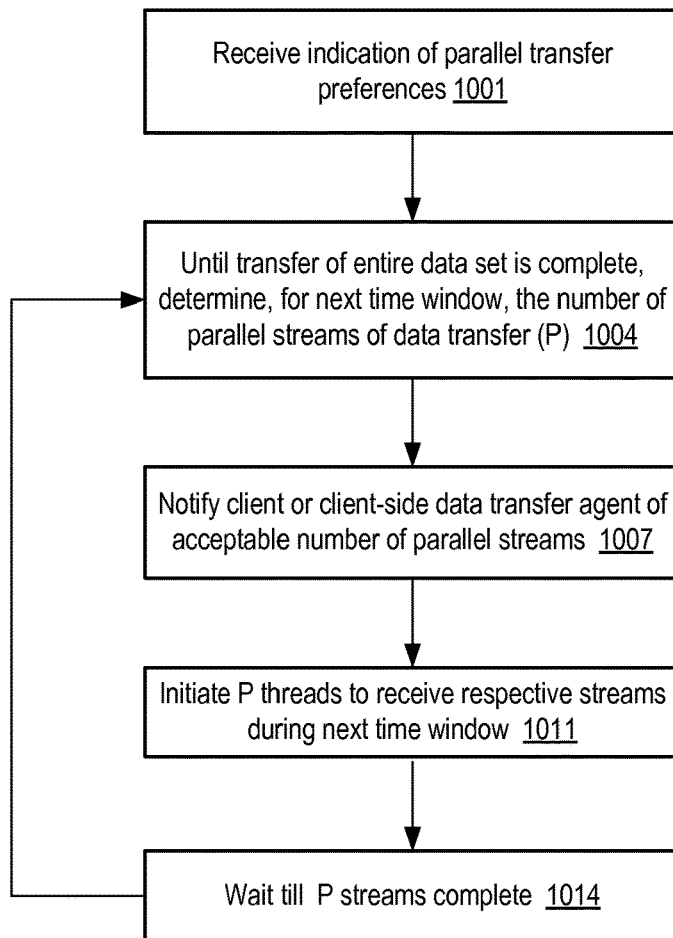 Receive indication of parallel transfer
preferences 1001
Until transfer of entire data set is complete,
determine, for next time window, the number of
parallel streams of data transfer (P) 1004
Notify client or client-side data transfer agent of
acceptable number of parallel streams 1007
Initiate P threads to receive respective streams
during next time window 1011
Wait till P streams complete 1014